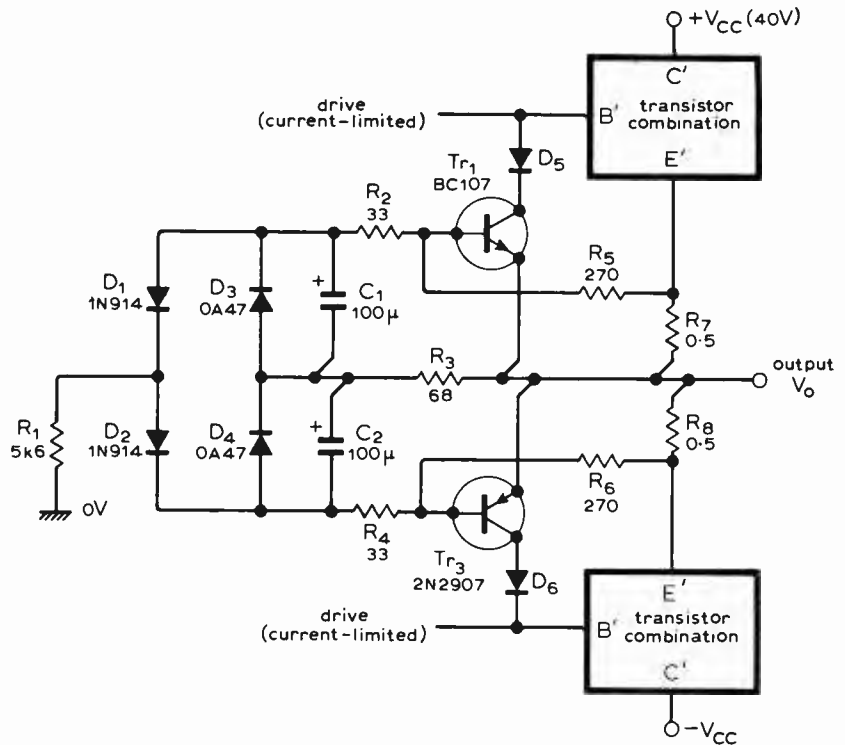 +VCC (40V)
C'
transistor
combination
B'
E'
drive
(current-limited)
D5
Tr1
BC107
R2
33
R5
270
D1
1N914
D3
OA47
+
C1
100μ
R7
0·5
R3
68
output
Vo
R1
5k6
D2
1N914
D4
OA47
+
C2
100μ
R8
0·5
R6
270
0V
R4
33
Tr3
2N2907
D6
drive
(current-limited)
E'
B'
transistor
combination
C'
-VCC